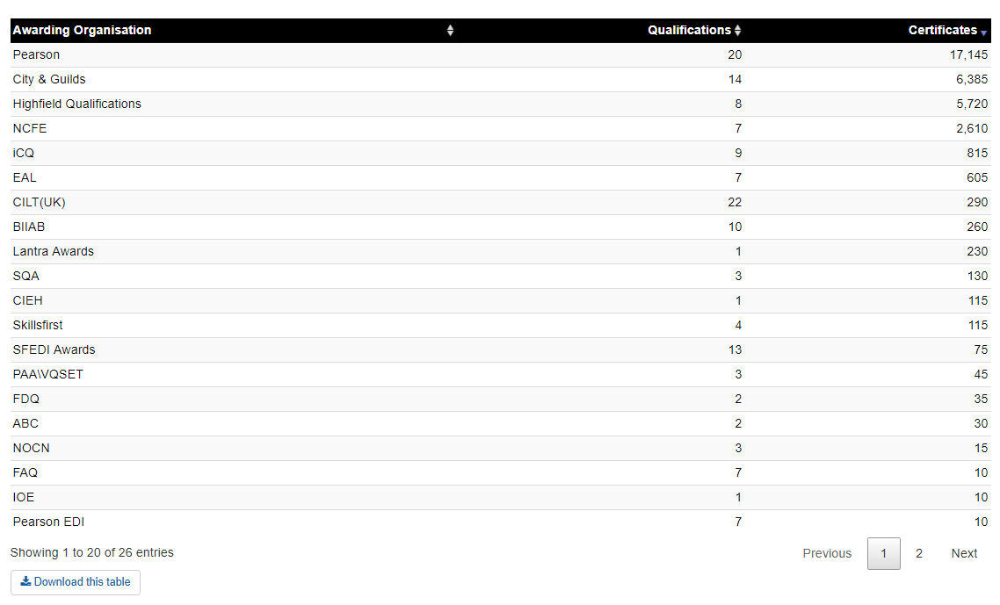 Awarding Organisation Qualifications Certificates
Pearson 20 17,145
City & Guilds 14 6,385
Highfield Qualifications 8 5,720
NCFE 7 2,610
iCQ 9 815
EAL 7 605
CILT(UK) 22 290
BIIAB 10 260
Lantra Awards 1 230
SQA 3 130
CIEH 1 115
Skillsfirst 4 115
SFEDI Awards 13 75
PAA\VQSET 3 45
FDQ 2 35
ABC 2 30
NOCN 3 15
FAQ 7 10
IOE 1 10
Pearson EDI 7 10
Showing 1 to 20 of 26 entries Previous 1 2 Next
Download this table